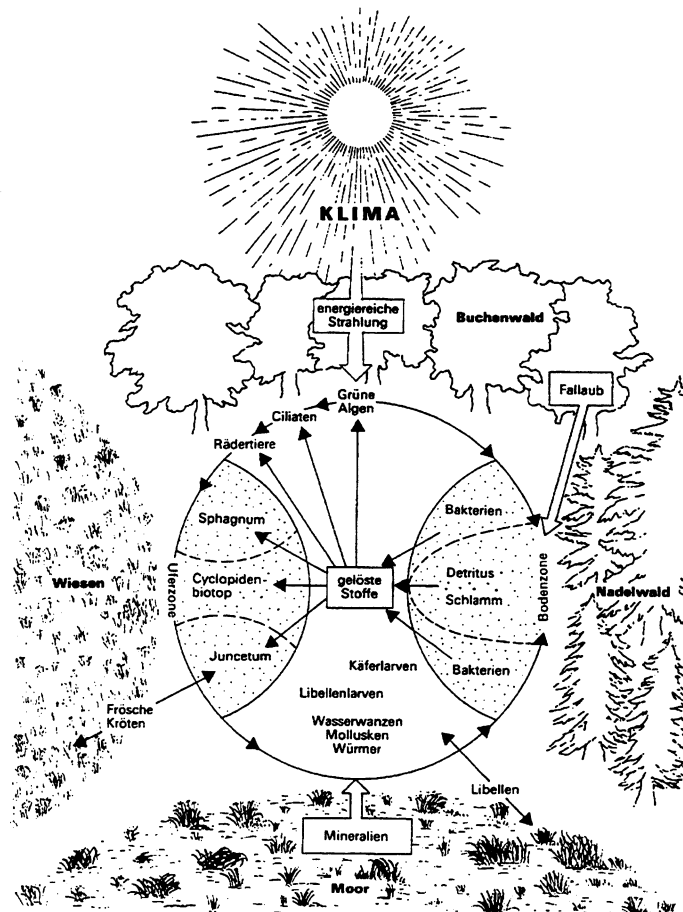 KLIMA
energiereiche
Strahlung
Buchenwald
Fallaub
Grüne
Algen
Ciliaten
Rädertiere
Sphagnum
Bakterien
Wiesen
Uferzone
Cyclopiden-
biotop
gelöste
Stoffe
Detritus
Schlamm
Bodenzone
Nadelwald
Juncetum
Käferlarven
Bakterien
Libellenlarven
Frösche
Kröten
Wasserwanzen
Mollusken
Würmer
Libellen
Mineralien
Moor